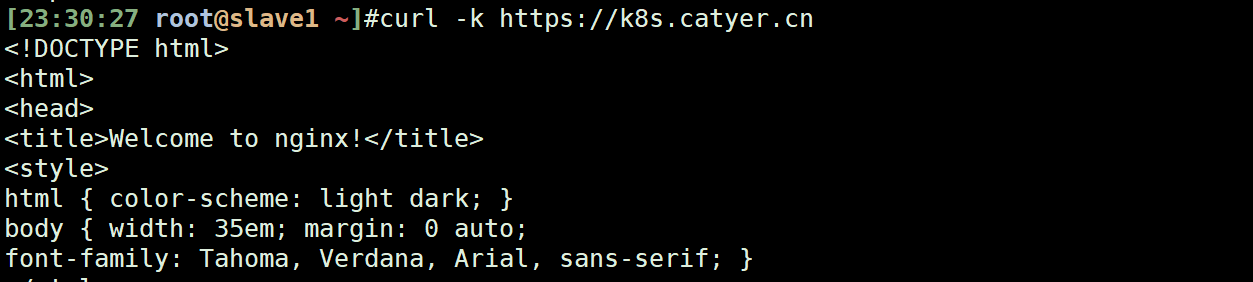 [23:30:27 root@slave1 ~]#curl -k https://k8s.catyer.cn
<!DOCTYPE html>
<html>
<head>
<title>Welcome to nginx!</title>
<style>
html { color-scheme: light dark; }
body { width: 35em; margin: 0 auto;
font-family: Tahoma, Verdana, Arial, sans-serif; }